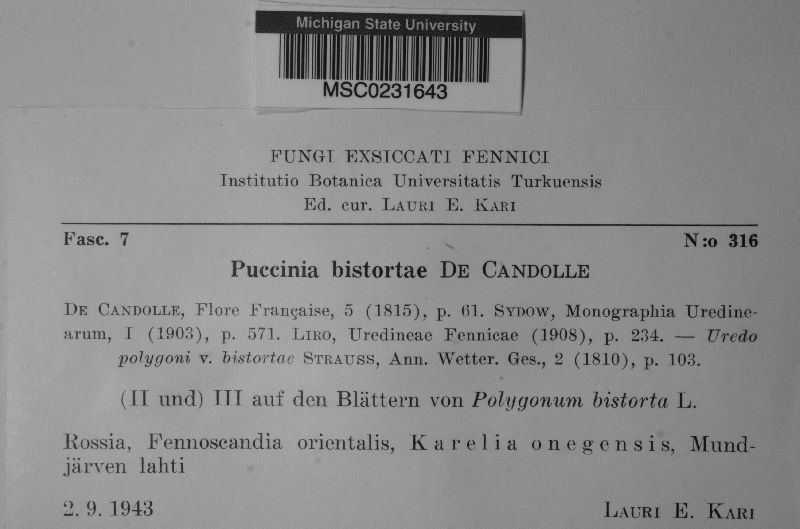 Michigan State University
MSC0231643
FUNGI EXSICCATI FENNICI
Institutio Botanica Universitatis Turkuensis
Ed. cur. LAURI E. KARI
Fasc. 7 N:o 316
Puccinia bistortae DE CANDOLLE
DE CANDOLLE, Flore Française, 5 (1815), p. 61. SYDOW, Monographia Uredine-
arum, I (1903), p. 571. LIRO, Uredineae Fennicae (1908), p. 234. — Uredo
polygoni v. bistortae STRAUSS, Ann. Wetter. Ges., 2 (1810), p. 103.
(II und) III auf den Blättern von Polygonum bistorta L.
Rossia, Fennoscandia orientalis, Karelia onegensis, Mund-
järven lahti
2. 9. 1943 LAURI E. KARI